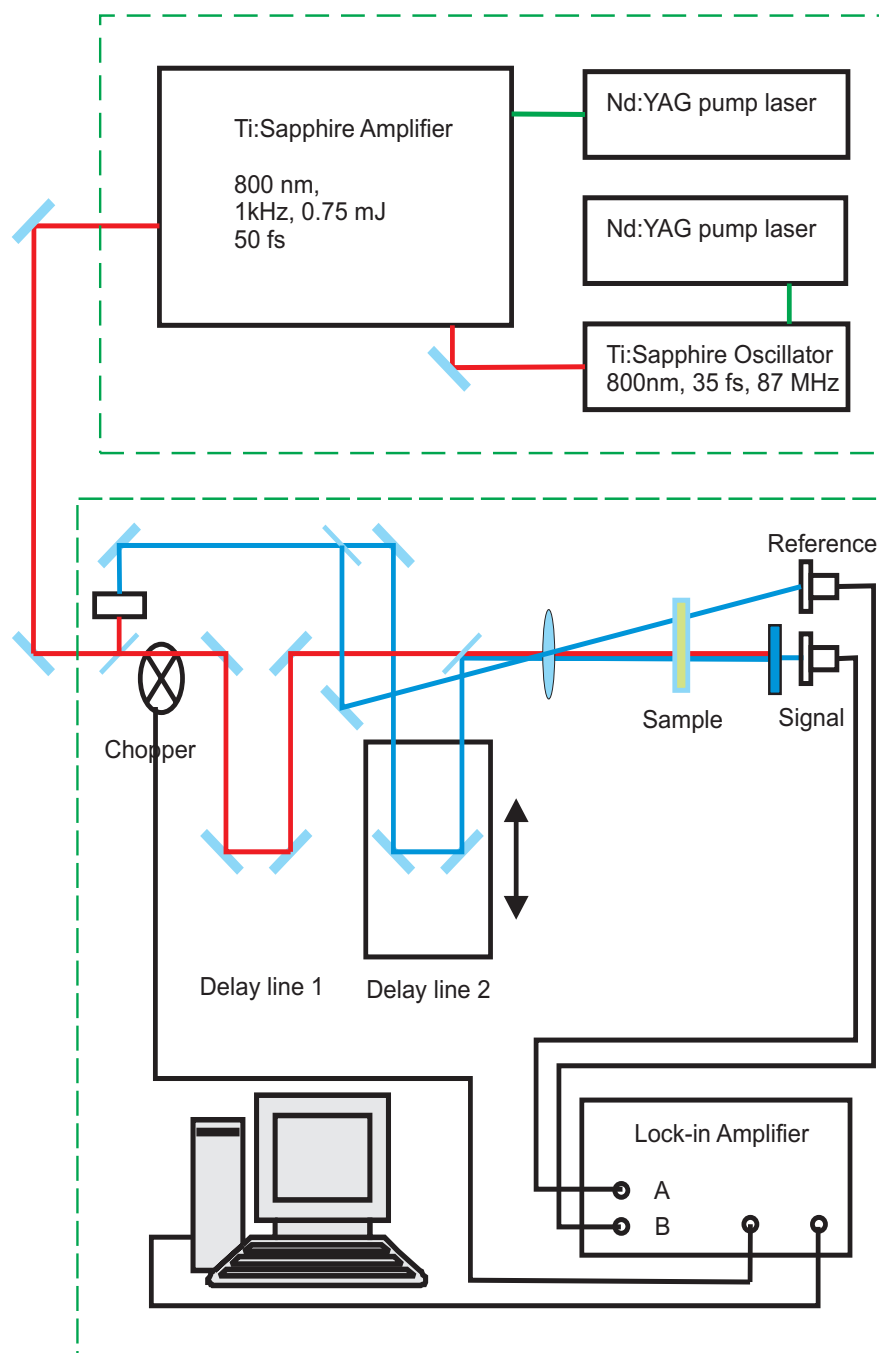 Ti:Sapphire Amplifier
800 nm,
1kHz, 0.75 mJ
50 fs
Nd:YAG pump laser
Nd:YAG pump laser
Ti:Sapphire Oscillator
800nm, 35 fs, 87 MHz
Reference
Chopper
Sample
Signal
Delay line 1
Delay line 2
Lock-in Amplifier
A
B